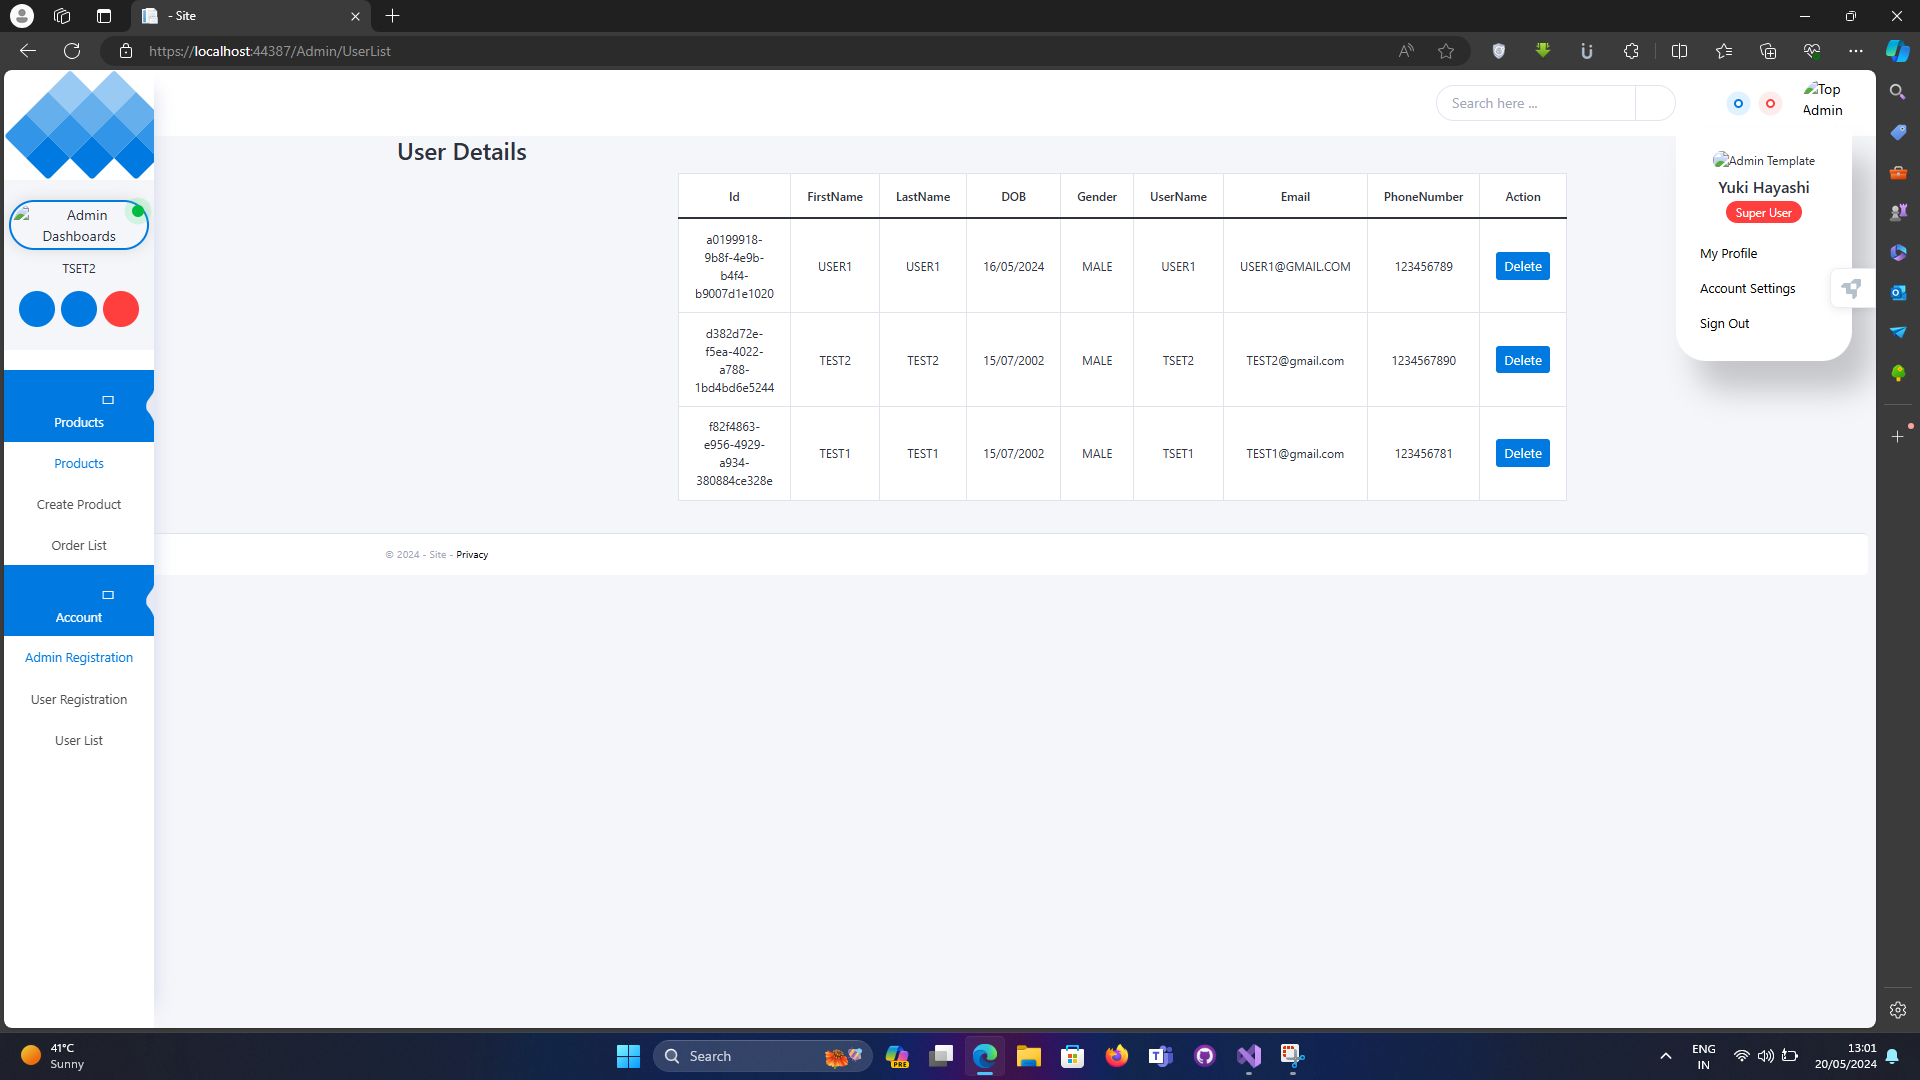 - Site
https://localhost:44387/Admin/UserList
Search here ...
Top Admin
Admin Dashboards
TSET2
Products
Products
Create Product
Order List
Account
Admin Registration
User Registration
User List
User Details
Id FirstName LastName DOB Gender UserName Email PhoneNumber Action
a0199918-
9b8f-4e9b-
b4f4-
b9007d1e1020
USER1 USER1 16/05/2024 MALE USER1 USER1@GMAIL.COM 123456789 Delete
d382d72e-
f5ea-4022-
a788-
1bd4bd6e5244
TEST2 TEST2 15/07/2002 MALE TSET2 TEST2@gmail.com 1234567890 Delete
f82f4863-
e956-4929-
a934-
380884ce328e
TEST1 TEST1 15/07/2002 MALE TSET1 TEST1@gmail.com 123456781 Delete
Admin Template
Yuki Hayashi
Super User
My Profile
Account Settings
Sign Out
© 2024 - Site - Privacy
41°C
Sunny
Search
PRE
ENG
IN
13:01
20/05/2024